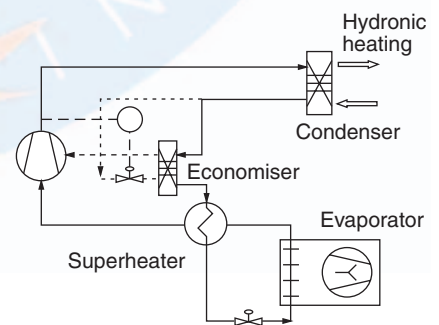 Hydronic
heating
Condenser
Economiser
Evaporator
Superheater